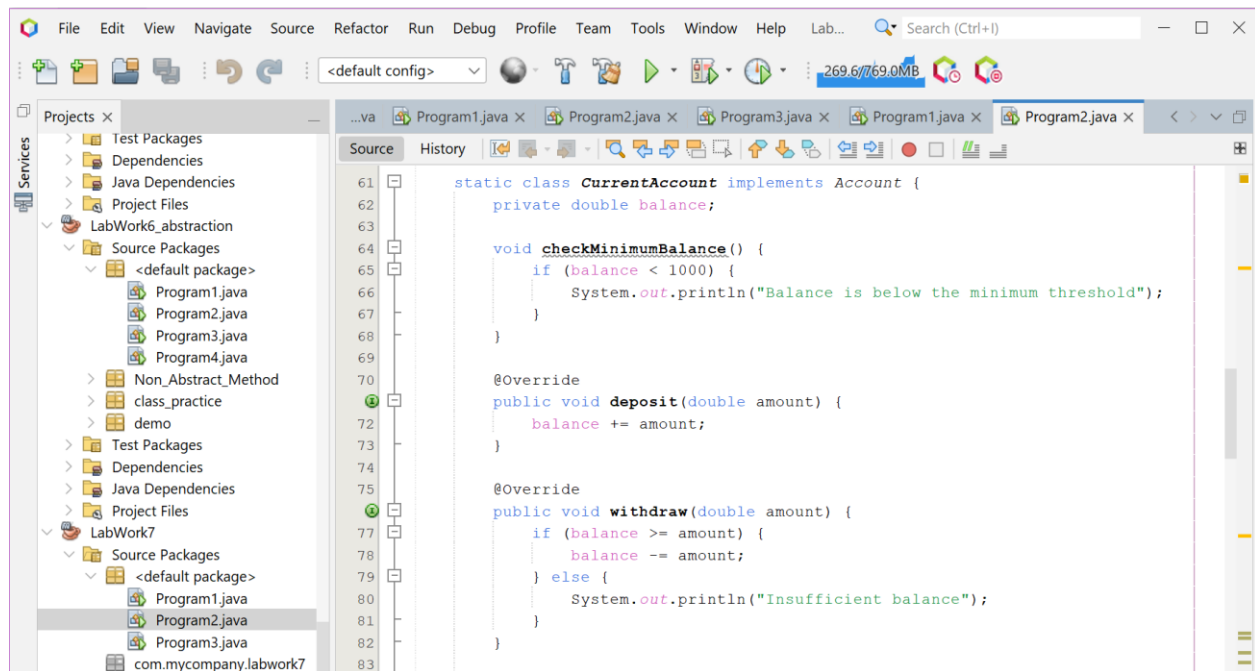 File Edit View Navigate Source Refactor Run Debug Profile Team Tools Window Help Lab... Search (Ctrl+I)
<default config> 269.6/769.0MB
Services
Projects
Test Packages
Dependencies
Java Dependencies
Project Files
LabWork6_abstraction
Source Packages
<default package>
Program1.java
Program2.java
Program3.java
Program4.java
Non_Abstract_Method
class_practice
demo
Test Packages
Dependencies
Java Dependencies
Project Files
LabWork7
Source Packages
<default package>
Program1.java
Program2.java
Program3.java
com.mycompany.labwork7
...va Program1.java Program2.java Program3.java Program1.java Program2.java
Source History
61 static class CurrentAccount implements Account {
62 private double balance;
63
64 void checkMinimumBalance() {
65 if (balance < 1000) {
66 System.out.println("Balance is below the minimum threshold");
67 }
68 }
69
70 @Override
public void deposit(double amount) {
72 balance += amount;
73 }
74
75 @Override
public void withdraw(double amount) {
77 if (balance >= amount) {
78 balance -= amount;
79 } else {
80 System.out.println("Insufficient balance");
81 }
82 }
83